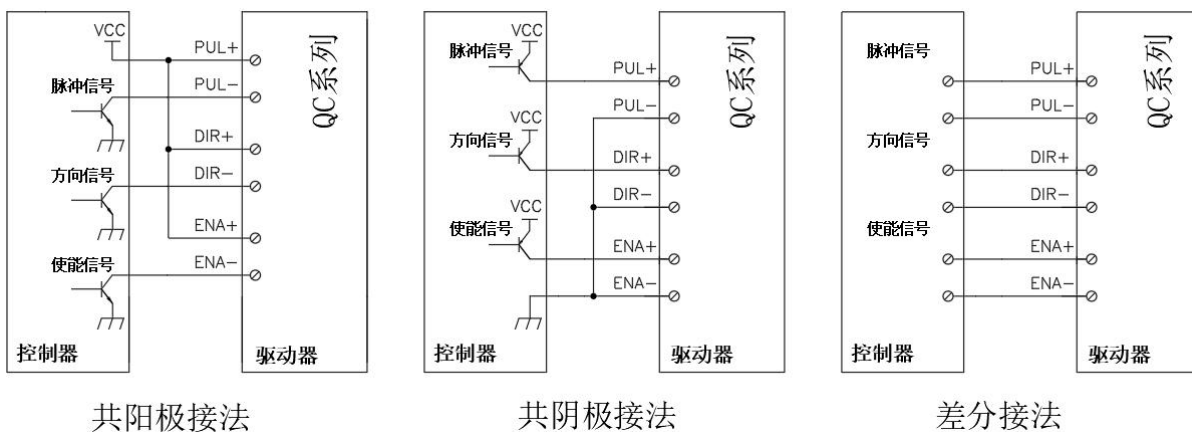 VCC
PUL+
脉冲信号
PUL-
DIR+
方向信号
DIR-
ENA+
使能信号
ENA-
QC系列
控制器
驱动器
共阳极接法
VCC
脉冲信号
PUL+
PUL-
VCC
方向信号
DIR+
DIR-
VCC
使能信号
ENA+
ENA-
QC系列
控制器
驱动器
共阴极接法
脉冲信号
PUL+
PUL-
方向信号
DIR+
DIR-
使能信号
ENA+
ENA-
QC系列
控制器
驱动器
差分接法